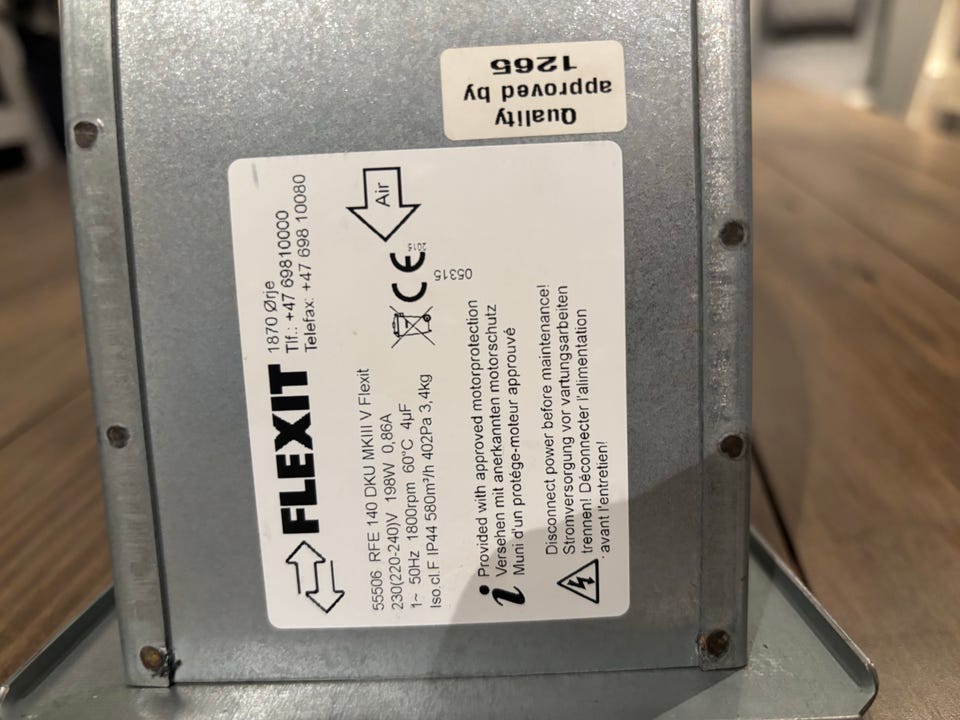 Quality
approved by
1265
FLEXIT
1870 Ørje
Tlf.: +47 69810000
Telefax: +47 698 10080
55506 RFE 140 DKU MKIII V Flexit
230(220-240)V 198W 0,86A
1~ 50Hz 1800rpm 60°C 4µF
Iso.cl.F IP44 580m³/h 402Pa 3,4kg
CE
2015
05315
Air
i
Provided with approved motorprotection
Versehen mit anerkannten motorschutz
Muni d'un protége-moteur approuvé
Disconnect power before maintenance!
Stromversorgung vor vartungsarbeiten
trennen! Déconnecter l'alimentation
avant l'entretien!